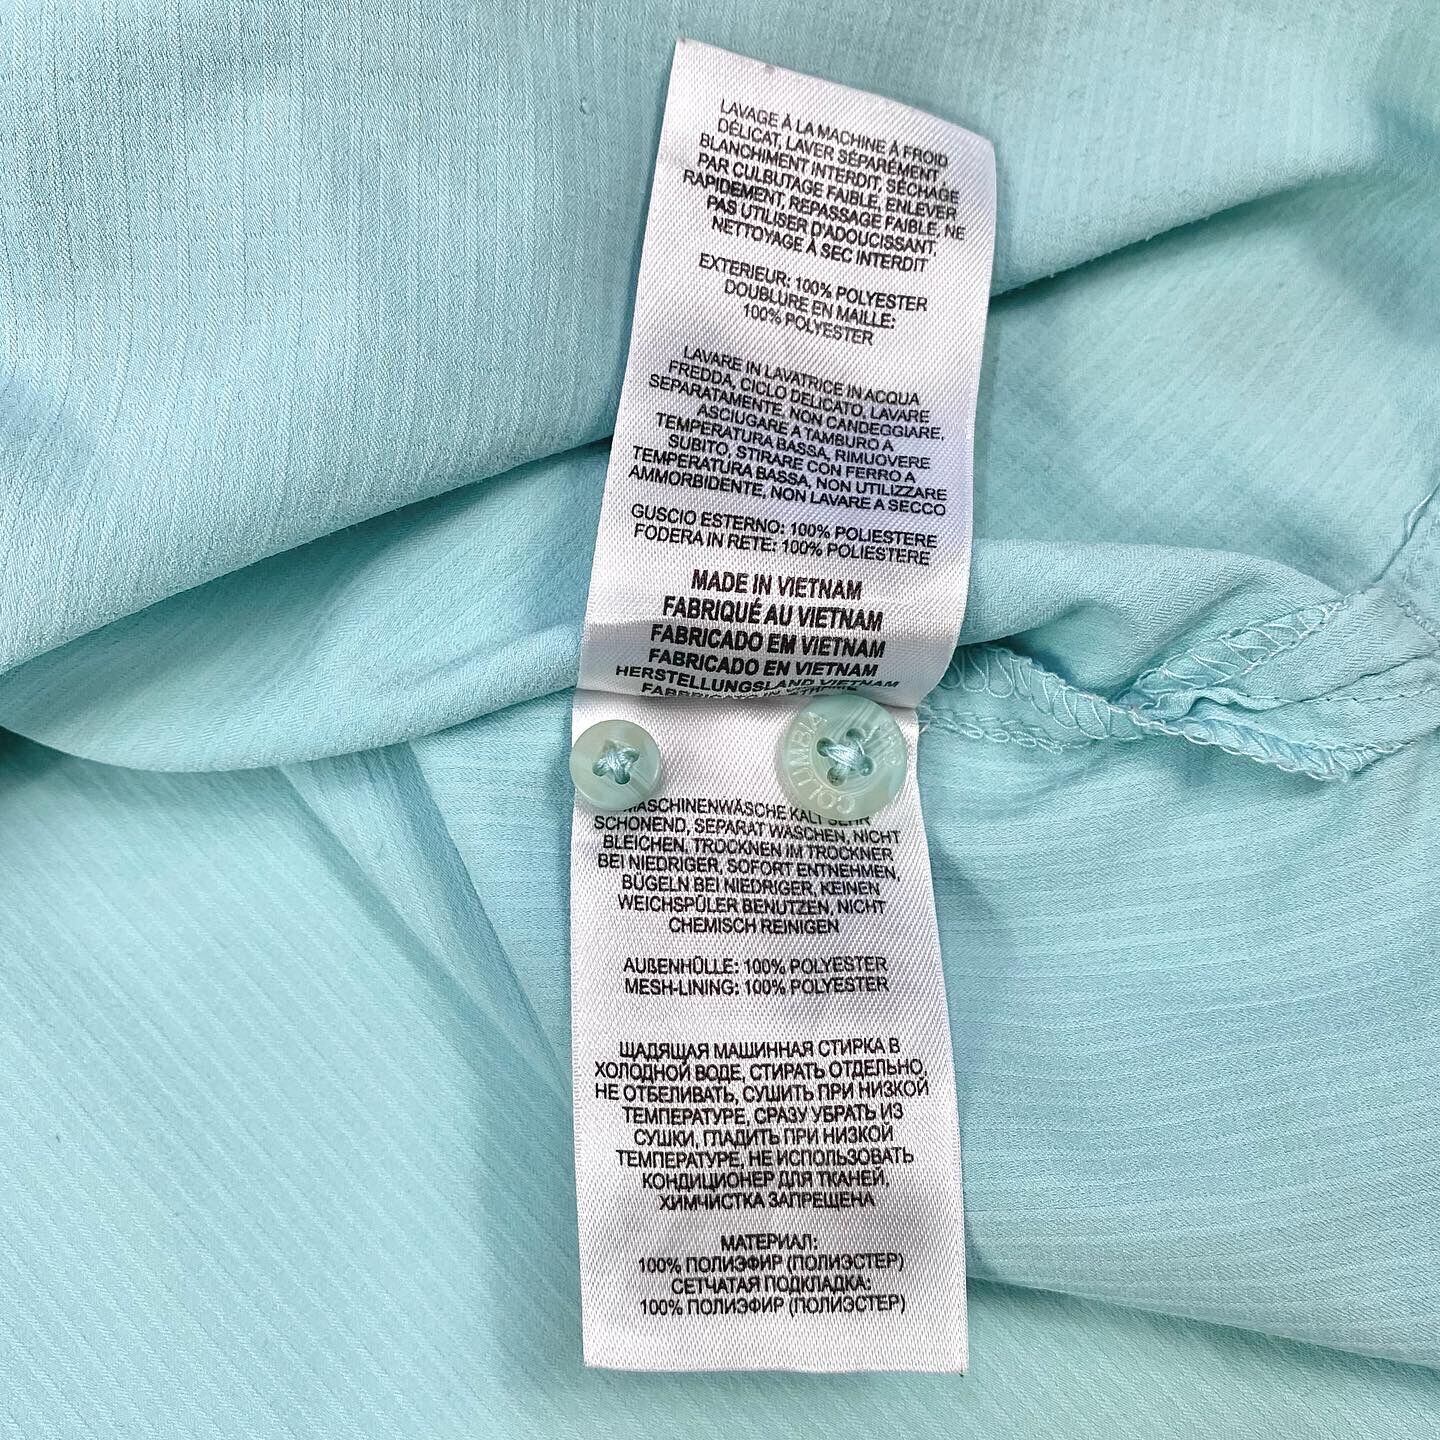 LAVAGE À LA MACHINE À FROID
DÉLICAT, LAVER SÉPARÉMENT
BLANCHIMENT INTERDIT, SÉCHAGE
PAR CULBUTAGE FAIBLE, ENLEVER
RAPIDEMENT, REPASSAGE FAIBLE, NE
PAS UTILISER D'ADOUCISSANT,
NETTOYAGE À SEC INTERDIT
EXTERIEUR: 100% POLYESTER
DOUBLURE EN MAILLE:
100% POLYESTER
LAVARE IN LAVATRICE IN ACQUA
FREDDA, CICLO DELICATO, LAVARE
SEPARATAMENTE, NON CANDEGGIARE,
ASCIUGARE A TAMBURO A
TEMPERATURA BASSA, RIMUOVERE
SUBITO, STIRARE CON FERRO A
TEMPERATURA BASSA, NON UTILIZZARE
AMMORBIDENTE, NON LAVARE A SECCO
GUSCIO ESTERNO: 100% POLIESTERE
FODERA IN RETE: 100% POLIESTERE
MADE IN VIETNAM
FABRIQUÉ AU VIETNAM
FABRICADO EM VIETNAM
FABRICADO EN VIETNAM
HERSTELLUNGSLAND VIETNAM
COLUMBIA
MASCHINENWÄSCHE KALT SEHR
SCHONEND, SEPARAT WASCHEN, NICHT
BLEICHEN, TROCKNEN IM TROCKNER
BEI NIEDRIGER, SOFORT ENTNEHMEN,
BÜGELN BEI NIEDRIGER, KEINEN
WEICHSPÜLER BENUTZEN, NICHT
CHEMISCH REINIGEN
AUßENHÜLLE: 100% POLYESTER
MESH-LINING: 100% POLYESTER
ЩАДЯЩАЯ МАШИННАЯ СТИРКА В
ХОЛОДНОЙ ВОДЕ, СТИРАТЬ ОТДЕЛЬНО,
НЕ ОТБЕЛИВАТЬ, СУШИТЬ ПРИ НИЗКОЙ
ТЕМПЕРАТУРЕ, СРАЗУ УБРАТЬ ИЗ
СУШКИ, ГЛАДИТЬ ПРИ НИЗКОЙ
ТЕМПЕРАТУРЕ, НЕ ИСПОЛЬЗОВАТЬ
КОНДИЦИОНЕР ДЛЯ ТКАНЕЙ,
ХИМЧИСТКА ЗАПРЕЩЕНА
МАТЕРИАЛ:
100% ПОЛИЭФИР (ПОЛИЭСТЕР)
СЕТЧАТАЯ ПОДКЛАДКА:
100% ПОЛИЭФИР (ПОЛИЭСТЕР)